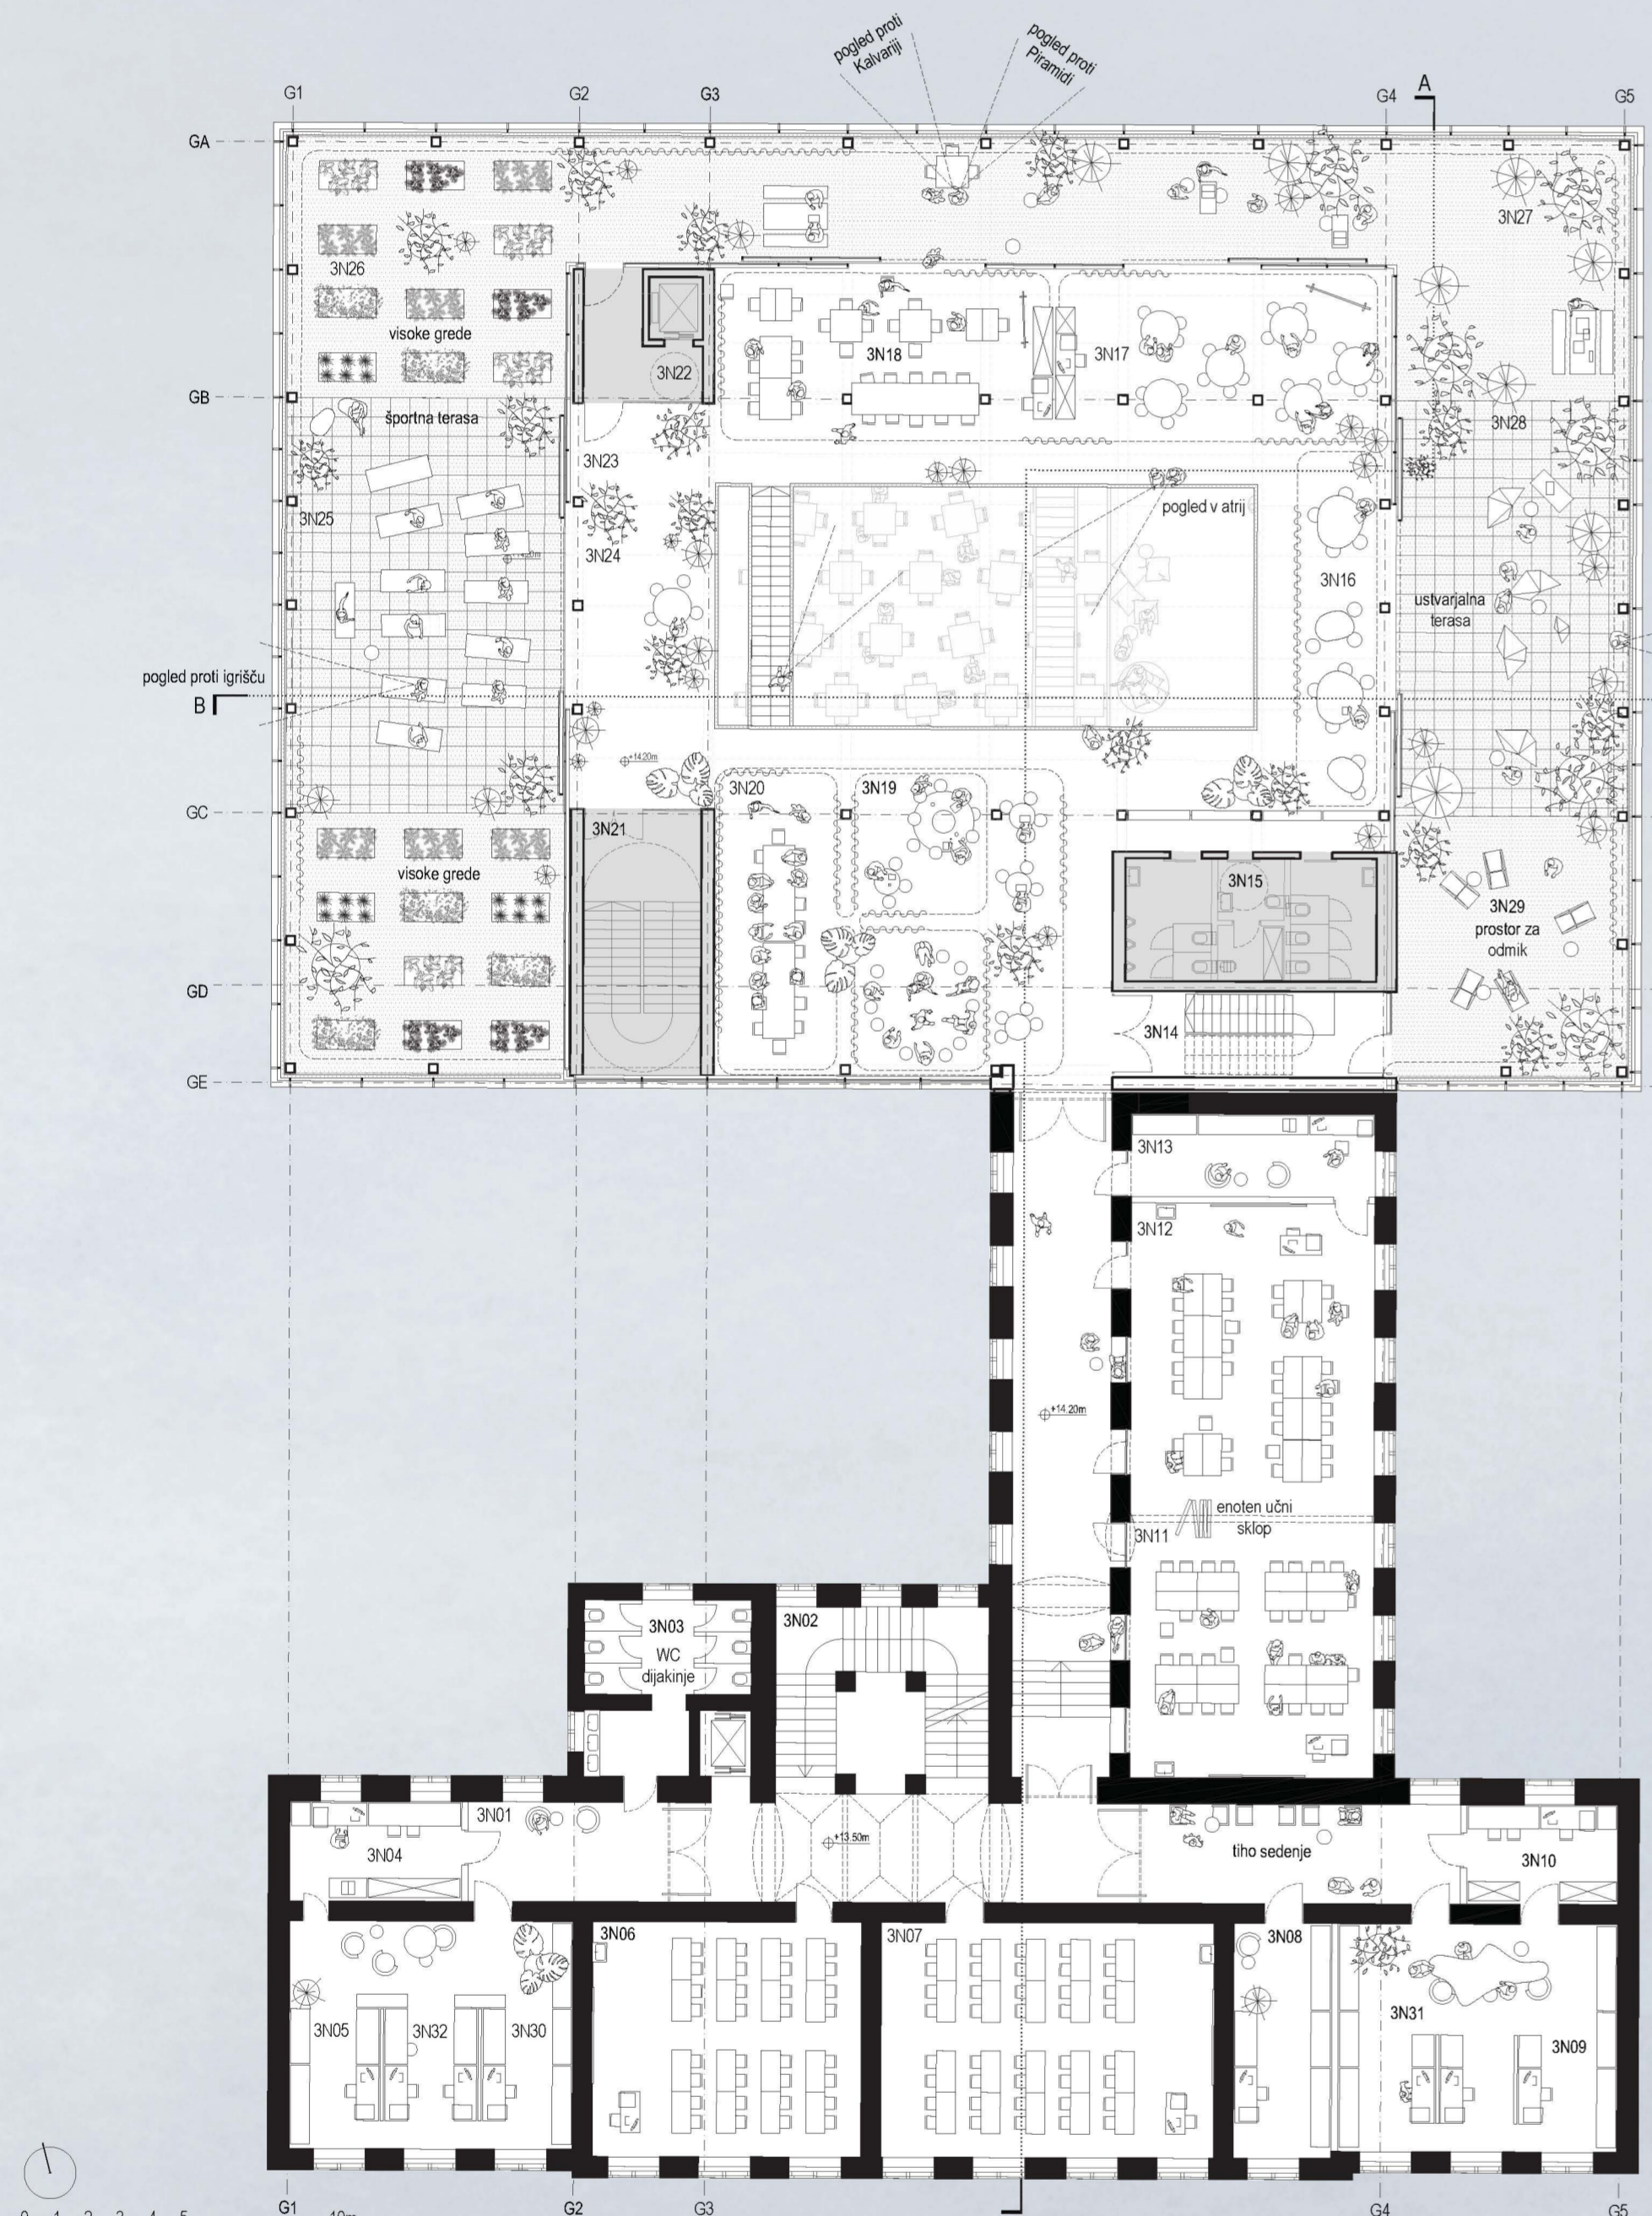 pogled proti
Kalvariji
pogled proti
Piramidi
G1
G2
G3
G4
A
G5
GA
3N27
3N26
visoke grede
3N18
3N17
3N22
GB
športna terasa
3N28
3N23
3N25
pogled v atrij
3N24
3N16
ustvarjalna
terasa
pogled proti igrišču
B
+14.20m
3N20
3N19
GC
3N21
visoke grede
3N15
3N29
prostor za
odmik
GD
3N14
GE
3N13
3N12
+14.20m
enoten učni
sklop
3N11
3N03
WC
dijakinje
3N02
3N01
3N04
+13.50m
tiho sedenje
3N10
3N06
3N07
3N08
3N31
3N05
3N32
3N30
3N09
G1
G2
G3
G4
G5
0 1 2 3 4 5 10m